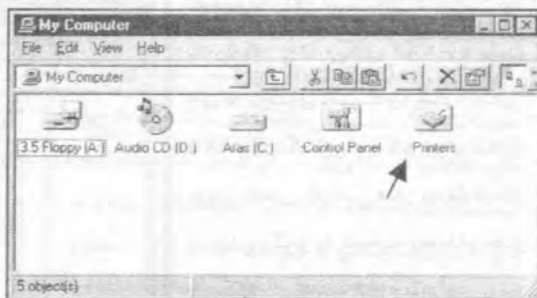 My Computer
File Edit View Help
My Computer
3.5 Floppy (A:) Audio CD (D:) Aras (C:) Control Panel Printers
5 object(s)